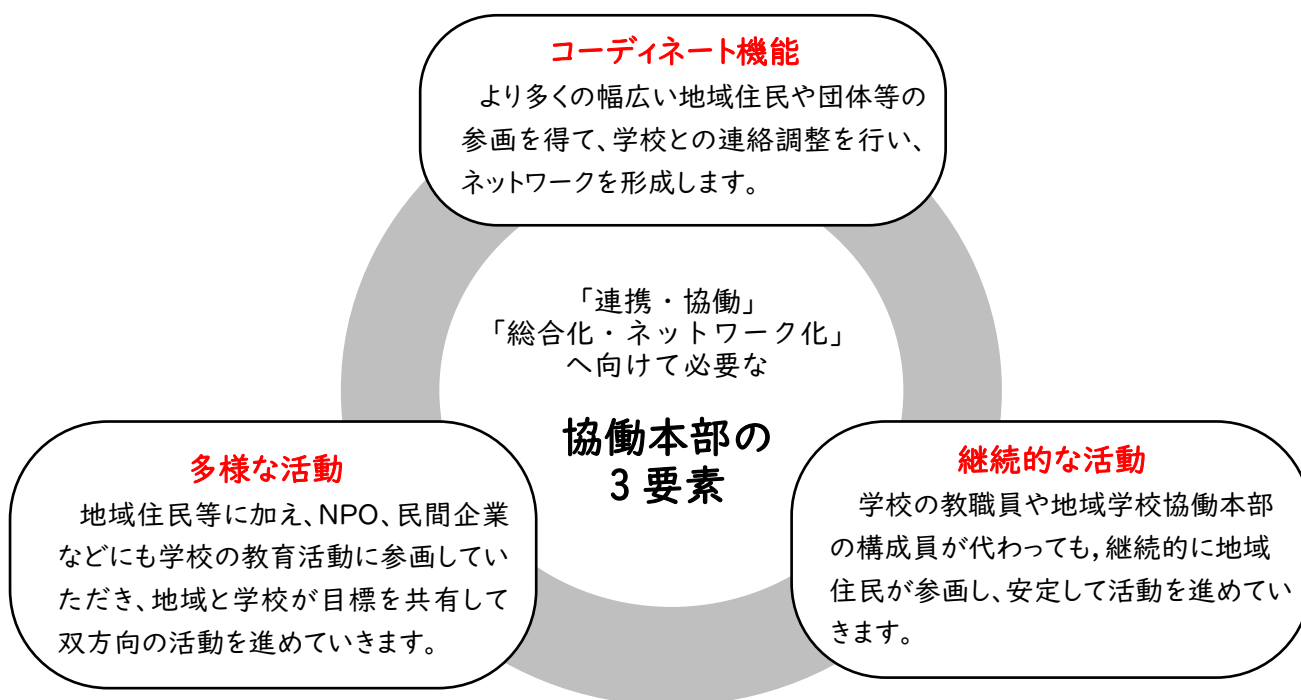 コーディネート機能
より多くの幅広い地域住民や団体等の
参画を得て、学校との連絡調整を行い、
ネットワークを形成します。
「連携・協働」
「総合化・ネットワーク化」
へ向けて必要な
協働本部の
3要素
多様な活動
地域住民等に加え、NPO、民間企業
などにも学校の教育活動に参画してい
ただき、地域と学校が目標を共有して
双方向の活動を進めていきます。
継続的な活動
学校の教職員や地域学校協働本部
の構成員が代わっても,継続的に地域
住民が参画し、安定して活動を進めてい
きます。